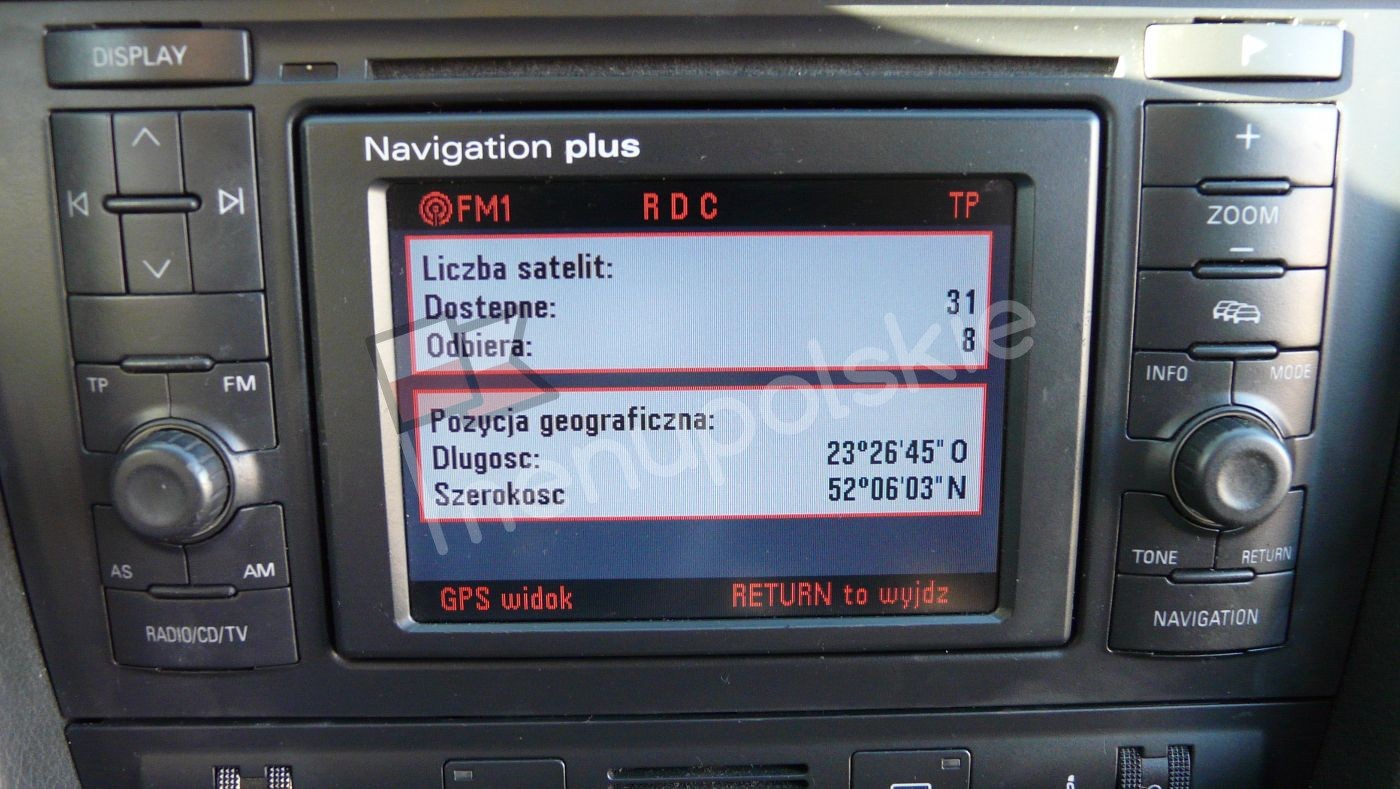 DISPLAY
Navigation plus
FM1 R D C TP
Liczba satelit:
Dostepne: 31
Odbiera: 8
Pozycja geograficzna:
Dlugosc: 23°26'45" O
Szerokosc 52°06'03" N
GPS widok RETURN to wyjdz
TP FM
AS AM
RADIO/CD/TV
+
ZOOM
−
INFO MODE
TONE RETURN
NAVIGATION
menupolskie